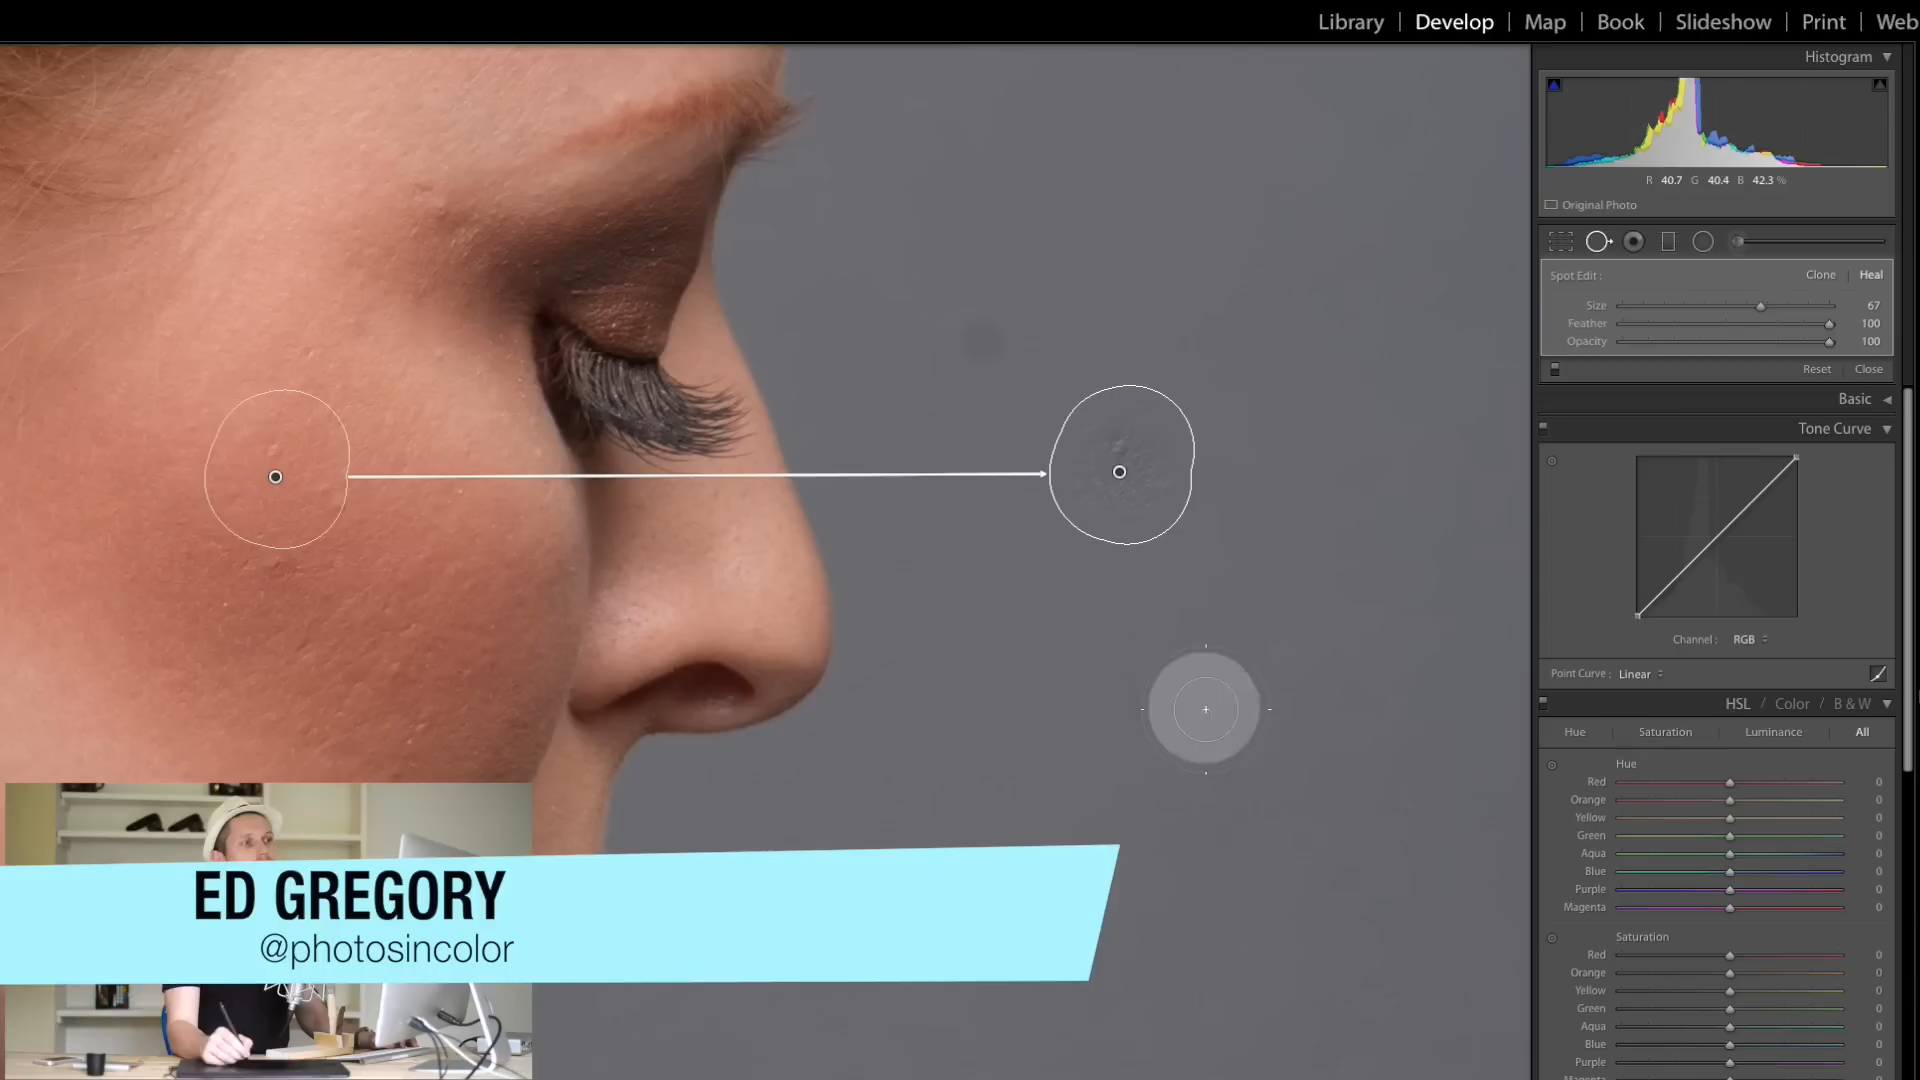 Library | Develop | Map | Book | Slideshow | Print | Web
Histogram
R 40.7 G 40.4 B 42.3 %
Original Photo
Spot Edit : Clone | Heal
Size 67
Feather 100
Opacity 100
Reset Close
Basic
Tone Curve
Channel : RGB
Point Curve : Linear
HSL / Color / B & W
Hue Saturation Luminance All
Hue
Red 0
Orange 0
Yellow 0
Green 0
Aqua 0
Blue 0
Purple 0
Magenta 0
Saturation
Red 0
Orange 0
Yellow 0
Green 0
Aqua 0
Blue 0
Purple 0
ED GREGORY
@photosincolor